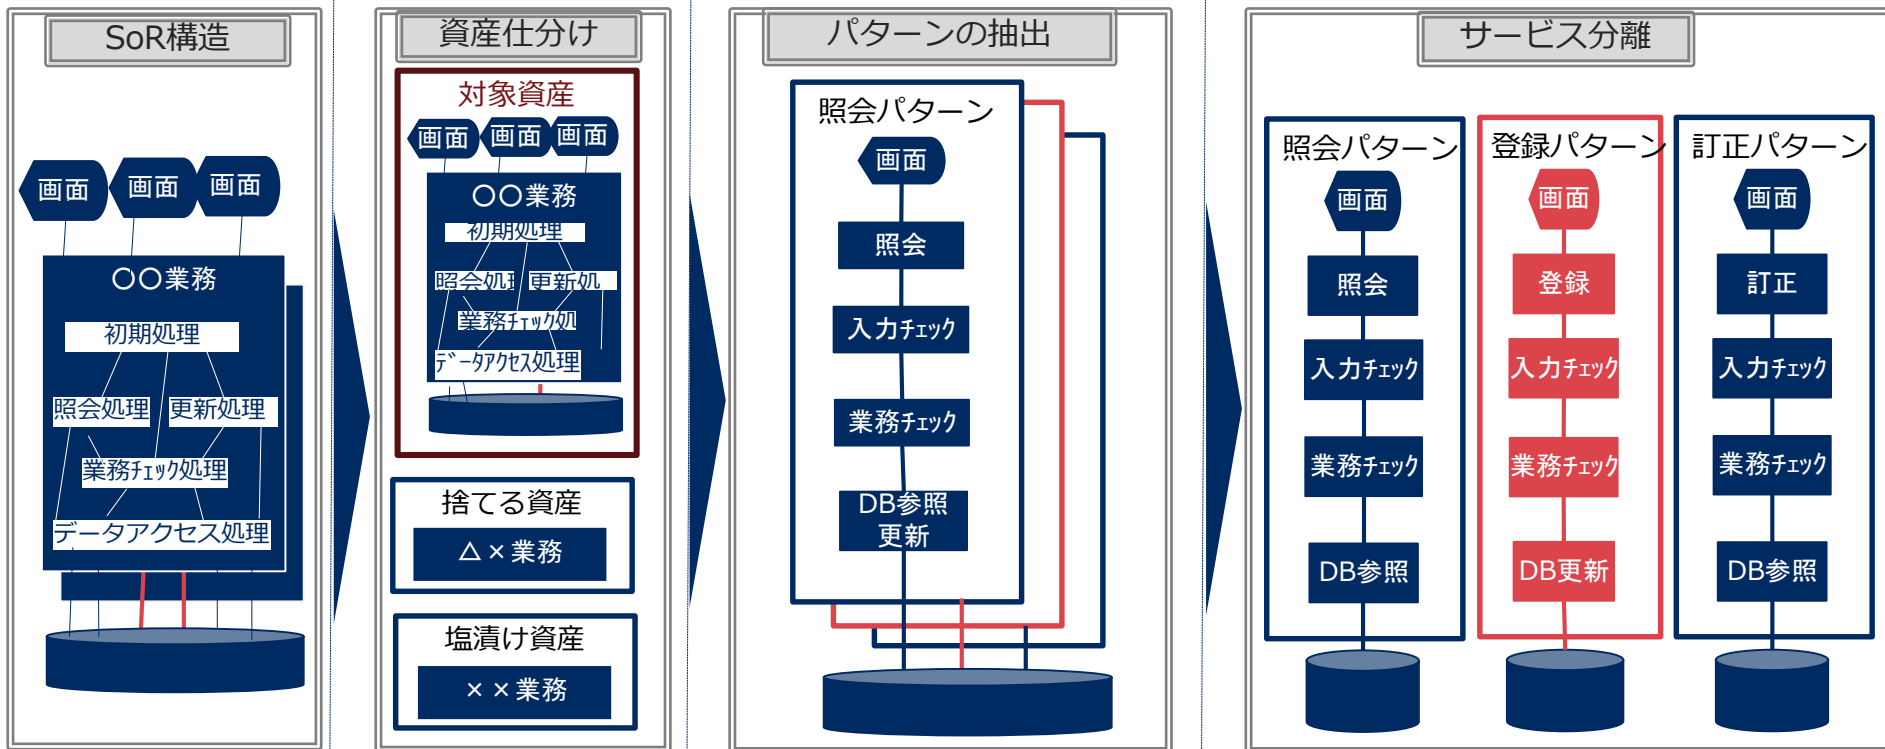 SoR構造
画面
画面
画面
〇〇業務
初期処理
照会処理
更新処理
業務ﾁｪｯｸ処理
データアクセス処理
資産仕分け
対象資産
画面
画面
画面
〇〇業務
初期処理
照会処理
更新処
業務ﾁｪｯｸ処
ﾃﾞｰﾀｱｸｾｽ処理
捨てる資産
△×業務
塩漬け資産
××業務
パターンの抽出
照会パターン
画面
照会
入力ﾁｪｯｸ
業務ﾁｪｯｸ
DB参照
更新
サービス分離
照会パターン
画面
照会
入力ﾁｪｯｸ
業務ﾁｪｯｸ
DB参照
登録パターン
画面
登録
入力ﾁｪｯｸ
業務ﾁｪｯｸ
DB更新
訂正パターン
画面
訂正
入力ﾁｪｯｸ
業務ﾁｪｯｸ
DB参照